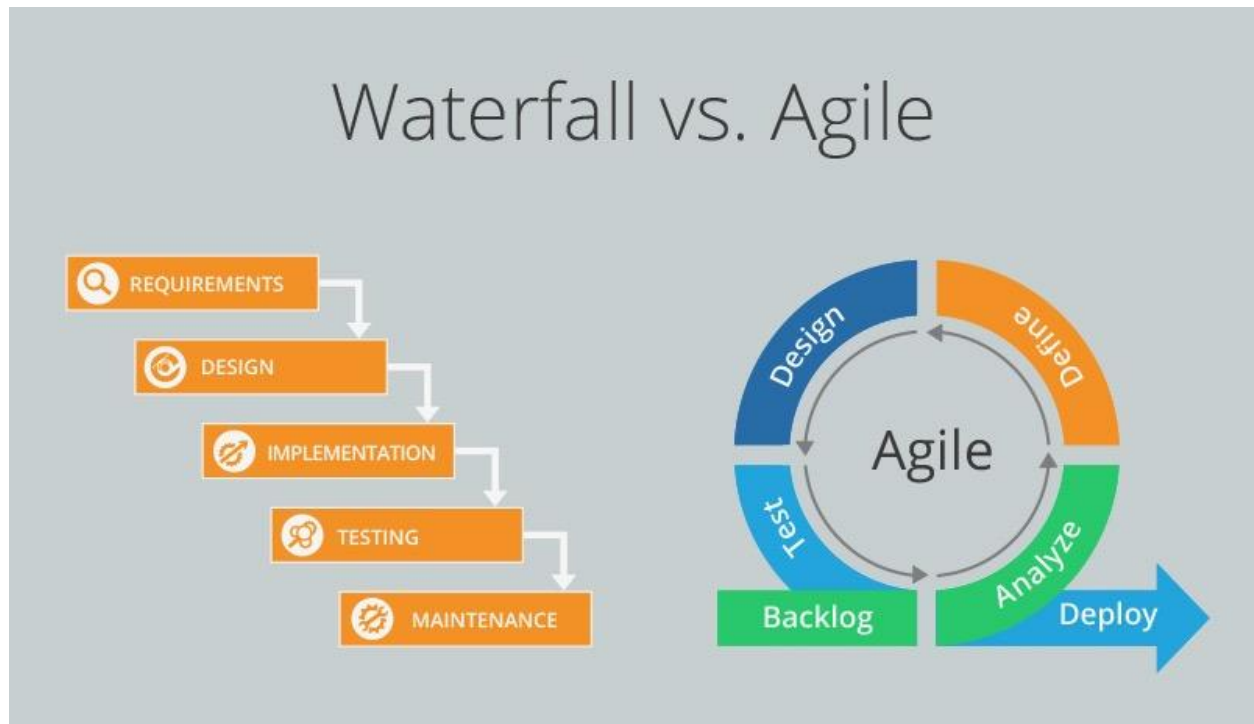 Waterfall vs. Agile
REQUIREMENTS
DESIGN
IMPLEMENTATION
TESTING
MAINTENANCE
Design
Define
Agile
Test
Analyze
Backlog
Deploy